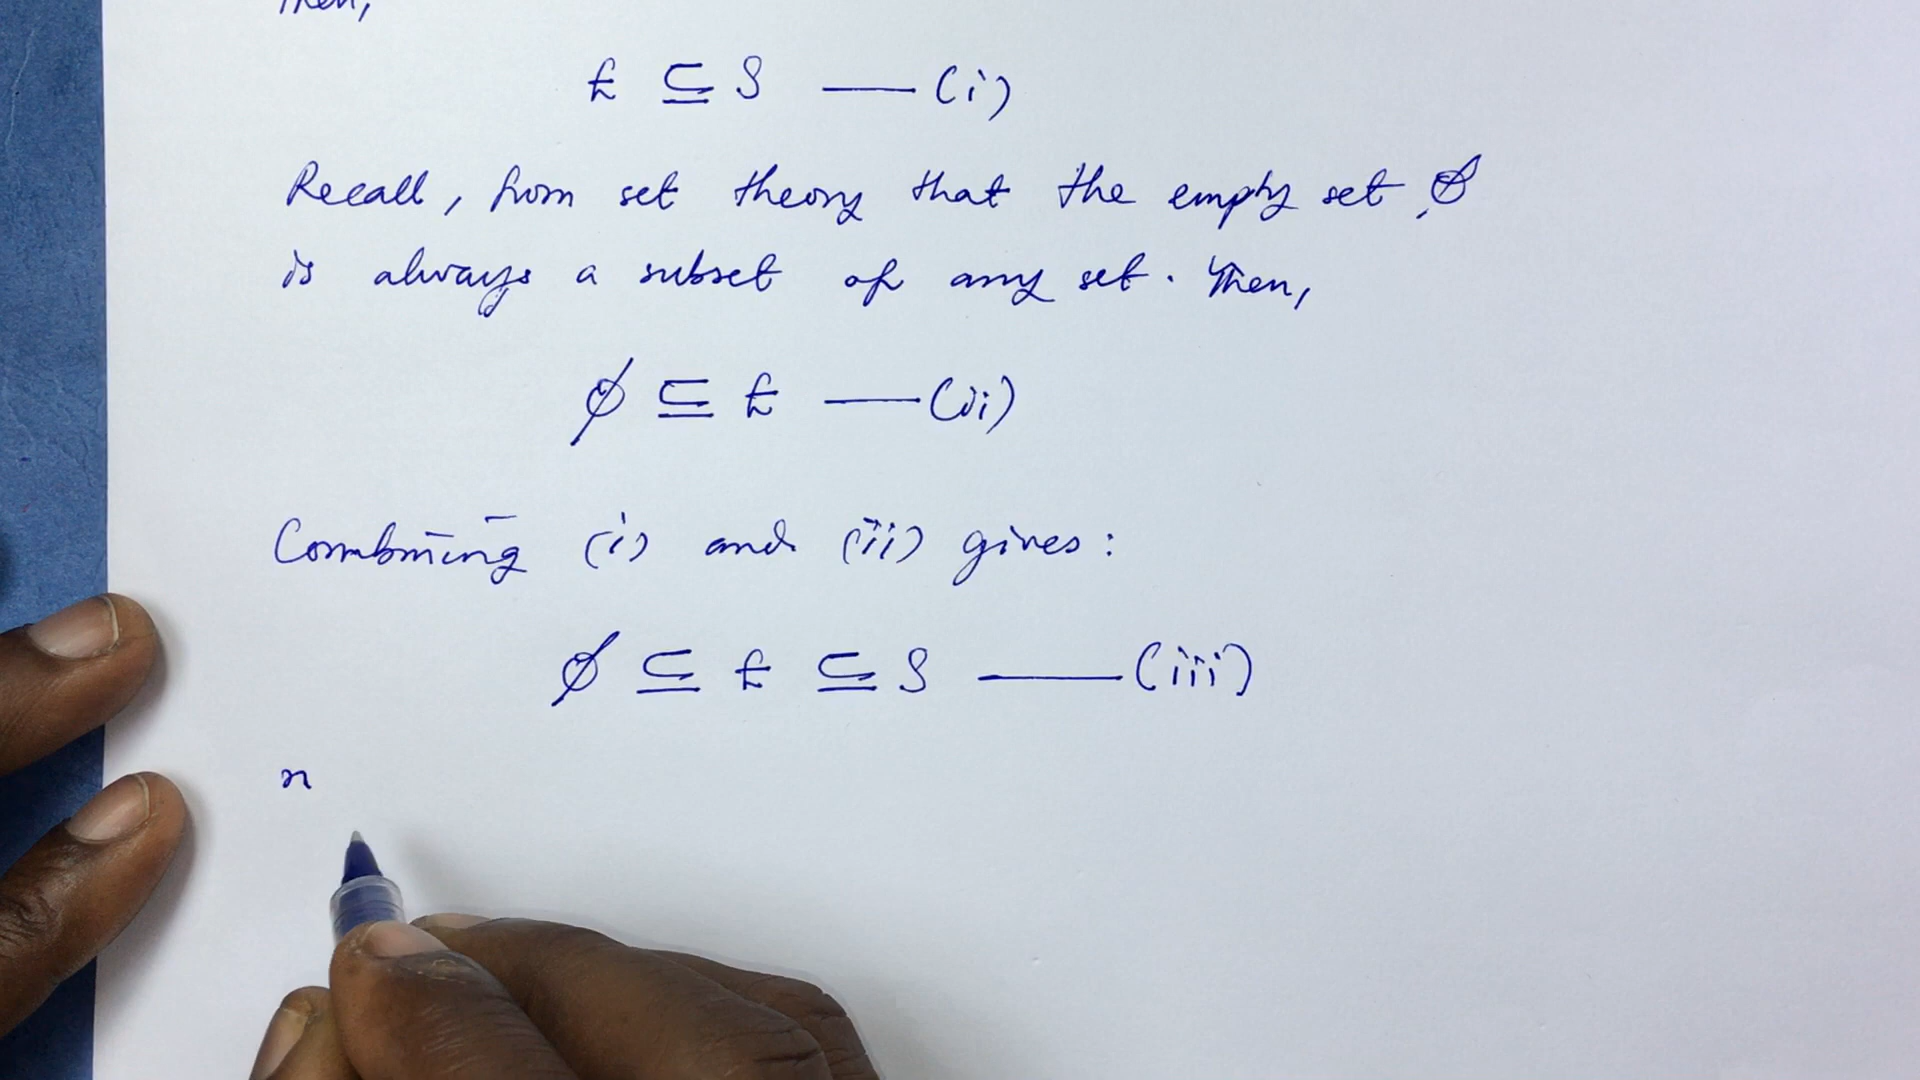 Then,
E ⊆ S —— (i)
Recall, from set theory that the empty set, ∅
is always a subset of any set. Then,
∅ ⊆ E —— (ii)
Combining (i) and (ii) gives:
∅ ⊆ E ⊆ S —— (iii)
n